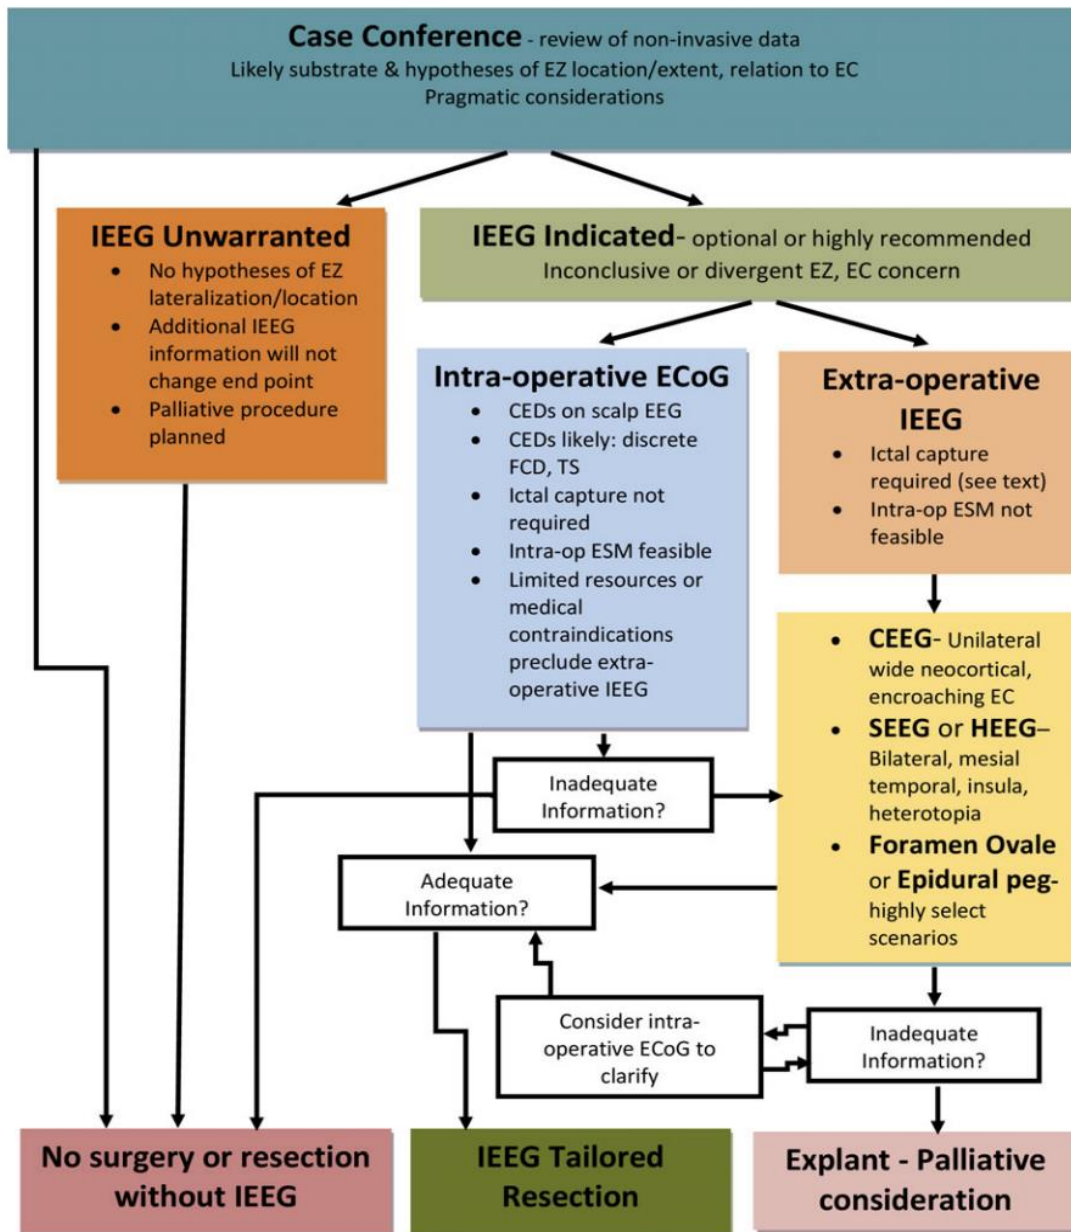 Case Conference - review of non-invasive data
Likely substrate & hypotheses of EZ location/extent, relation to EC
Pragmatic considerations
IEEG Unwarranted
• No hypotheses of EZ
lateralization/location
• Additional IEEG
information will not
change end point
• Palliative procedure
planned
IEEG Indicated- optional or highly recommended
Inconclusive or divergent EZ, EC concern
Intra-operative ECoG
• CEDs on scalp EEG
• CEDs likely: discrete
FCD, TS
• Ictal capture not
required
• Intra-op ESM feasible
• Limited resources or
medical
contraindications
preclude extra-
operative IEEG
Extra-operative
IEEG
• Ictal capture
required (see text)
• Intra-op ESM not
feasible
• CEEG- Unilateral
wide neocortical,
encroaching EC
• SEEG or HEEG–
Bilateral, mesial
temporal, insula,
heterotopia
• Foramen Ovale
or Epidural peg-
highly select
scenarios
Inadequate
Information?
Adequate
Information?
Consider intra-
operative ECoG to
clarify
Inadequate
Information?
No surgery or resection
without IEEG
IEEG Tailored
Resection
Explant - Palliative
consideration